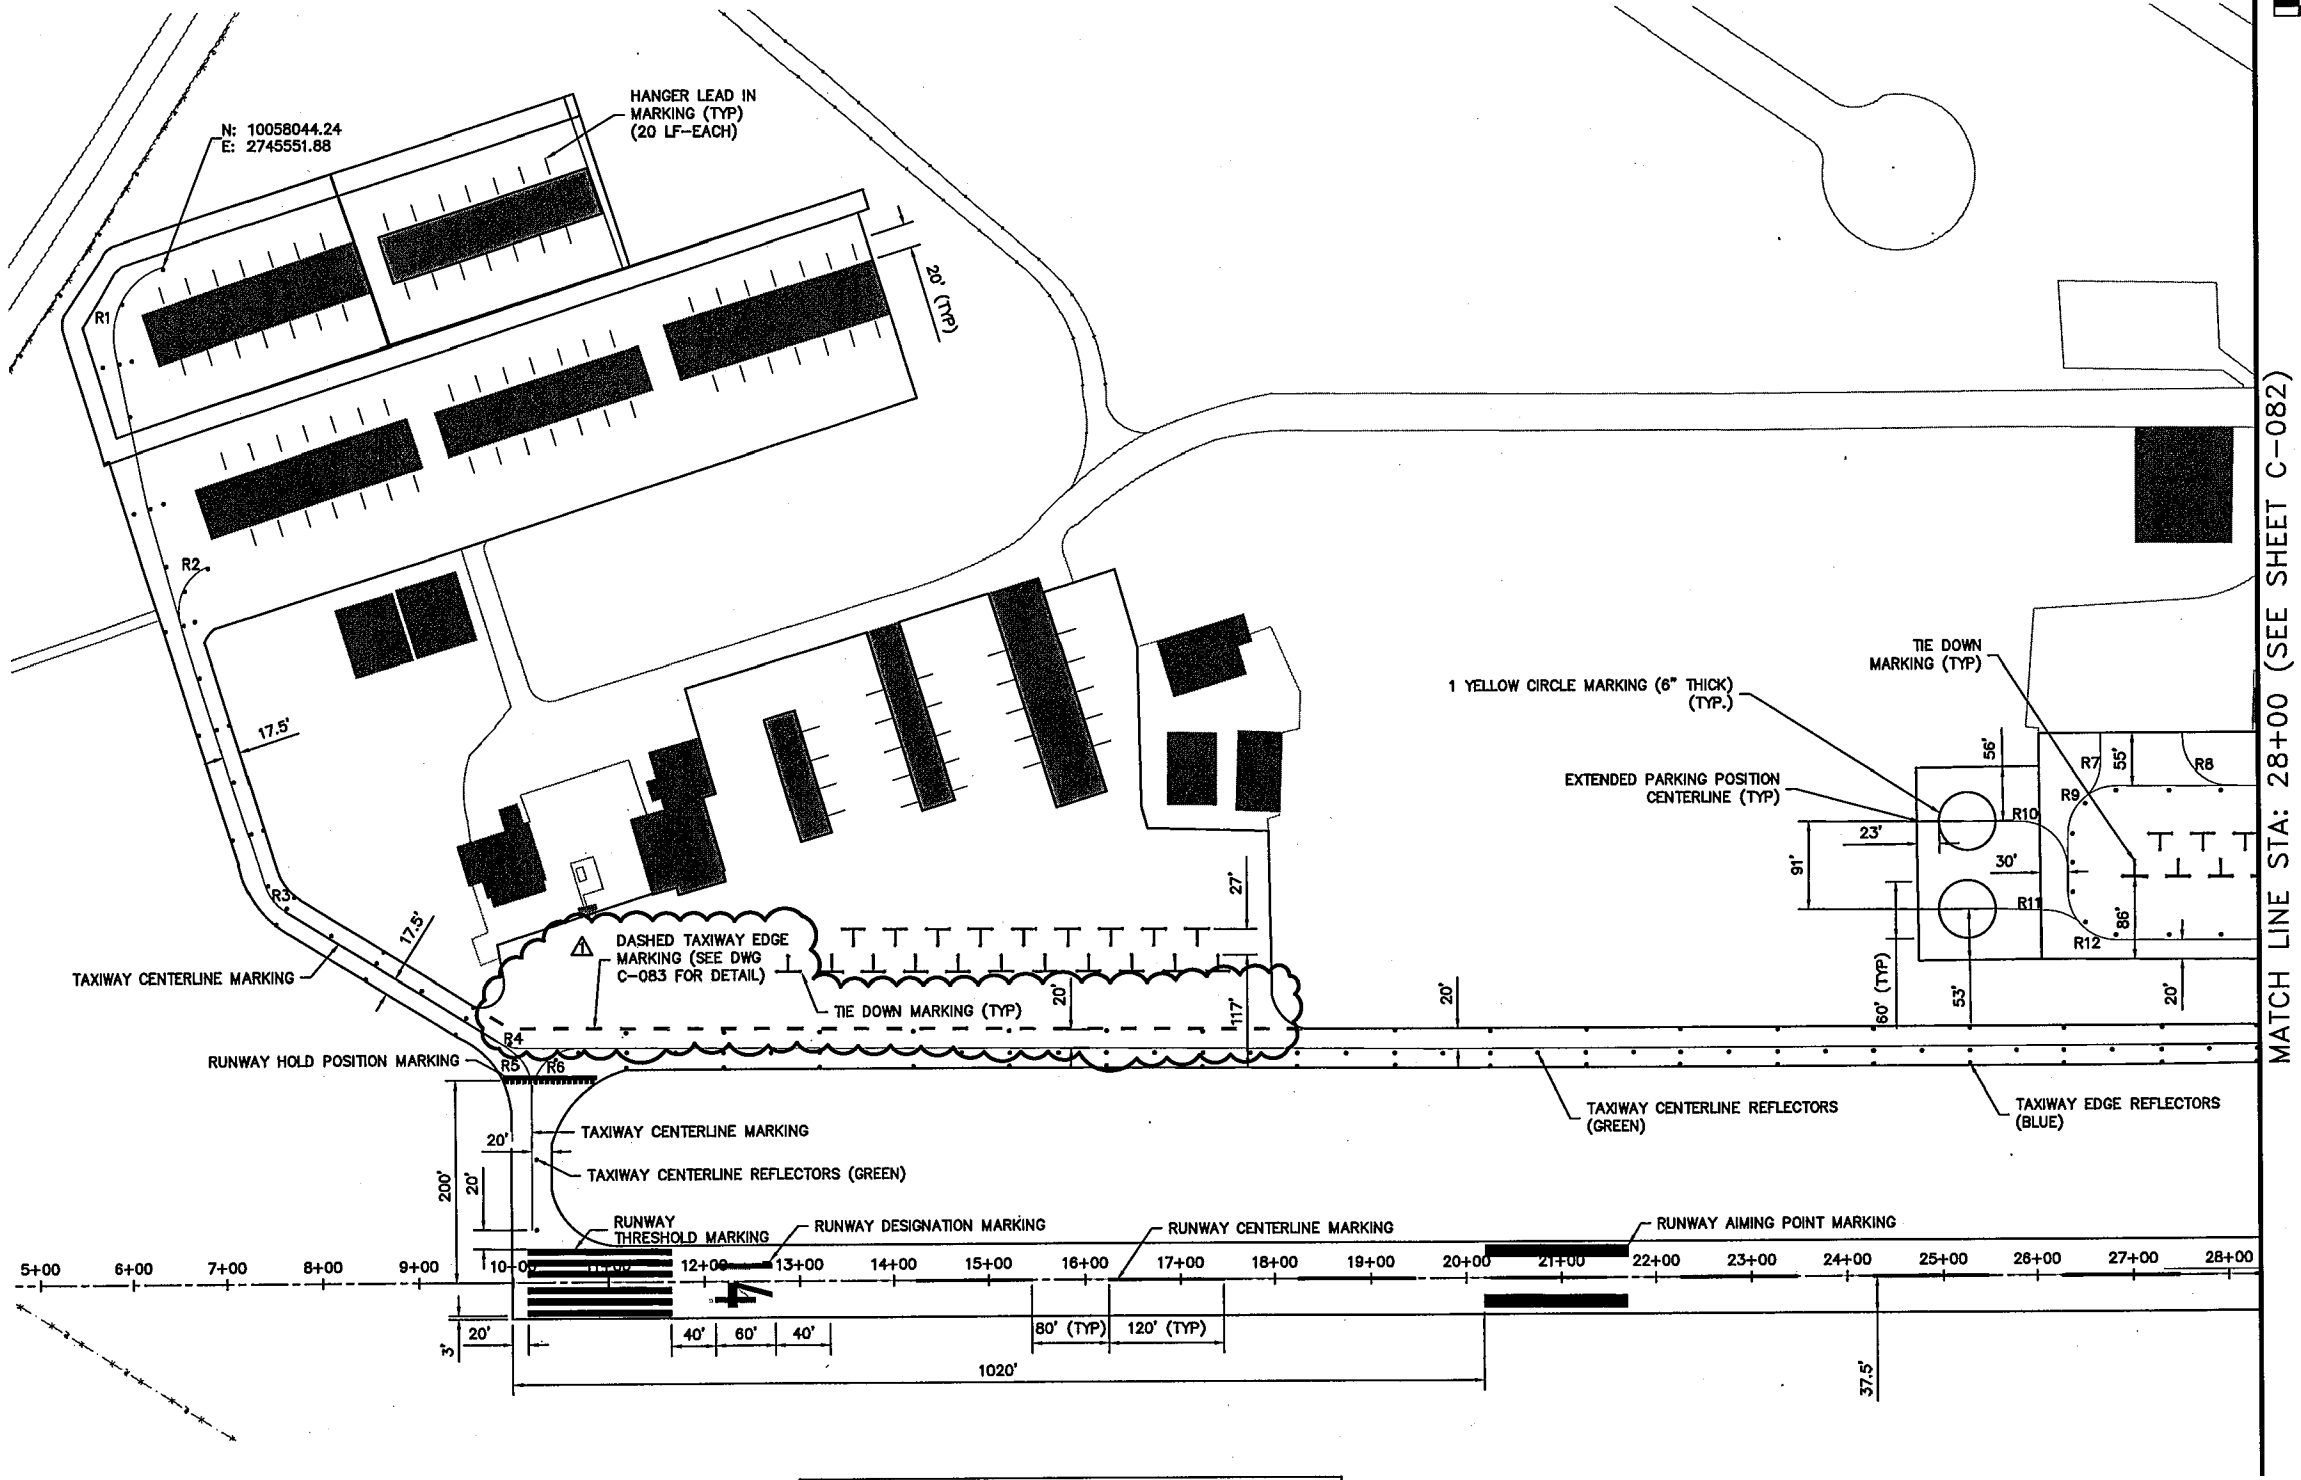 HANGER LEAD IN
MARKING (TYP)
(20 LF-EACH)
N: 10058044.24
E: 2745551.88
R1
20' (TYP)
R2
17.5'
R3
17.5'
TAXIWAY CENTERLINE MARKING
1
DASHED TAXIWAY EDGE
MARKING (SEE DWG
C-083 FOR DETAIL)
TIE DOWN MARKING (TYP)
20'
27'
117'
20'
TIE DOWN
MARKING (TYP)
1 YELLOW CIRCLE MARKING (6" THICK)
(TYP.)
EXTENDED PARKING POSITION
CENTERLINE (TYP)
56'
55'
R7
R8
R9
R10
23'
91'
30'
R11
86'
R12
60' (TYP)
53'
20'
MATCH LINE STA: 28+00 (SEE SHEET C-082)
R4
RUNWAY HOLD POSITION MARKING
R5
R6
TAXIWAY CENTERLINE REFLECTORS
(GREEN)
TAXIWAY EDGE REFLECTORS
(BLUE)
TAXIWAY CENTERLINE MARKING
20'
TAXIWAY CENTERLINE REFLECTORS (GREEN)
200'
20'
RUNWAY
THRESHOLD MARKING
RUNWAY DESIGNATION MARKING
RUNWAY CENTERLINE MARKING
RUNWAY AIMING POINT MARKING
5+00 6+00 7+00 8+00 9+00 10+00 11+00 12+00 13+00 14+00 15+00 16+00 17+00 18+00 19+00 20+00 21+00 22+00 23+00 24+00 25+00 26+00 27+00 28+00
17
3'
20'
40'
60'
40'
80' (TYP)
120' (TYP)
1020'
37.5'